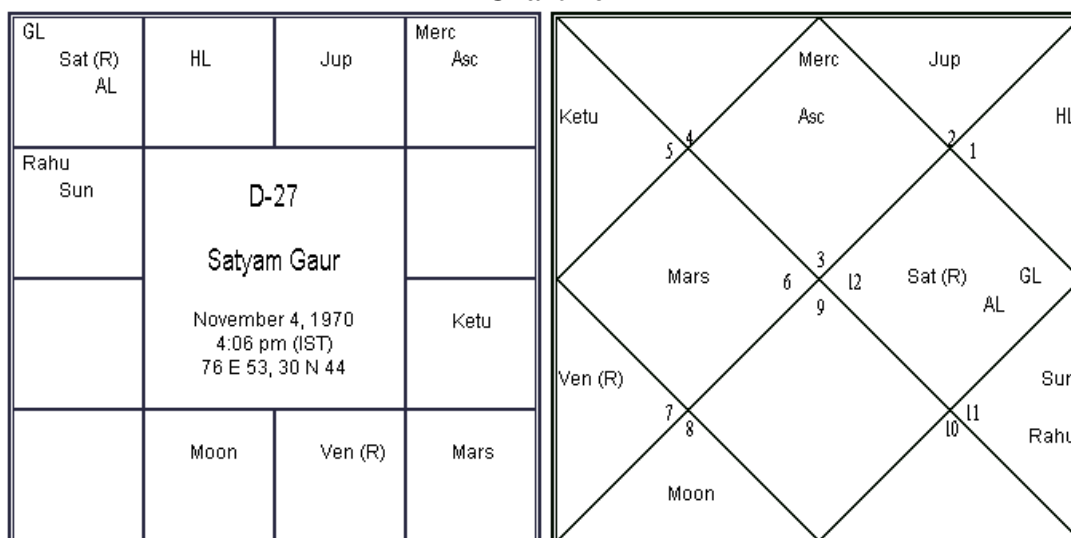 GL
Sat (R)
AL
HL
Jup
Merc
Asc
Rahu
Sun
D-27
Satyam Gaur
November 4, 1970
4:06 pm (IST)
76 E 53, 30 N 44
Ketu
Moon
Ven (R)
Mars
Merc
Jup
Ketu
Asc
HL
4
5
2
1
Mars
3
6
12
9
Sat (R)
GL
AL
Ven (R)
Sun
7
8
11
10
Rahu
Moon